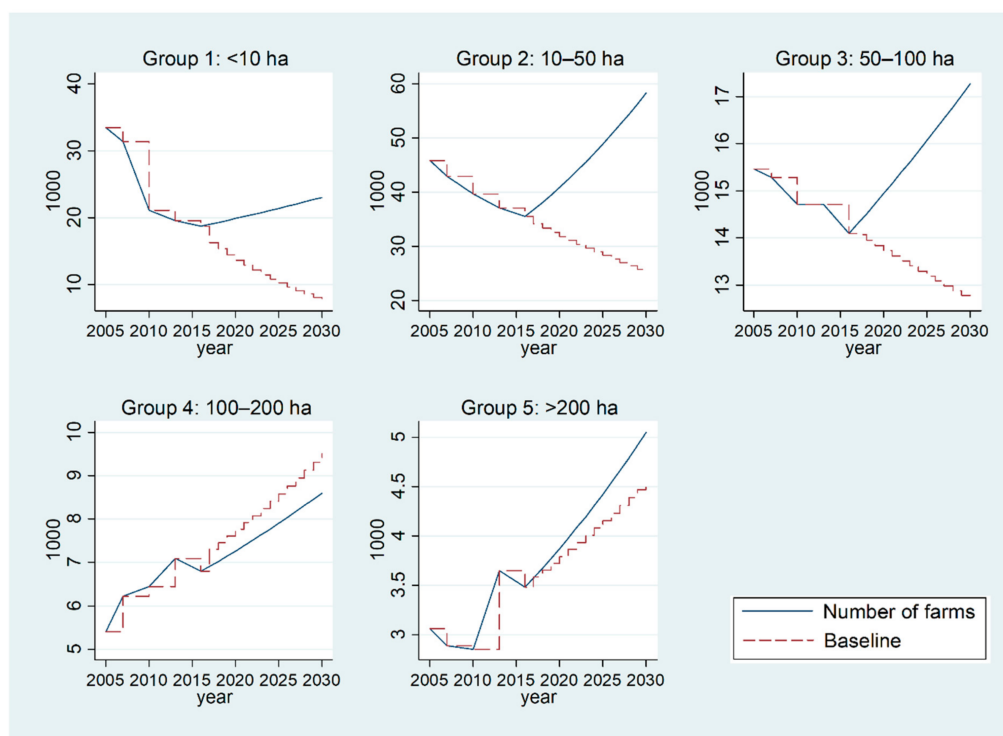 Group 1: <10 ha
40
30
20
10
1000
2005 2010 2015 2020 2025 2030
year
Group 2: 10–50 ha
60
50
40
30
20
1000
2005 2010 2015 2020 2025 2030
year
Group 3: 50–100 ha
17
16
15
14
13
1000
2005 2010 2015 2020 2025 2030
year
Group 4: 100–200 ha
10
9
8
7
6
5
1000
2005 2010 2015 2020 2025 2030
year
Group 5: >200 ha
5
4.5
4
3.5
3
1000
2005 2010 2015 2020 2025 2030
year
Number of farms
Baseline